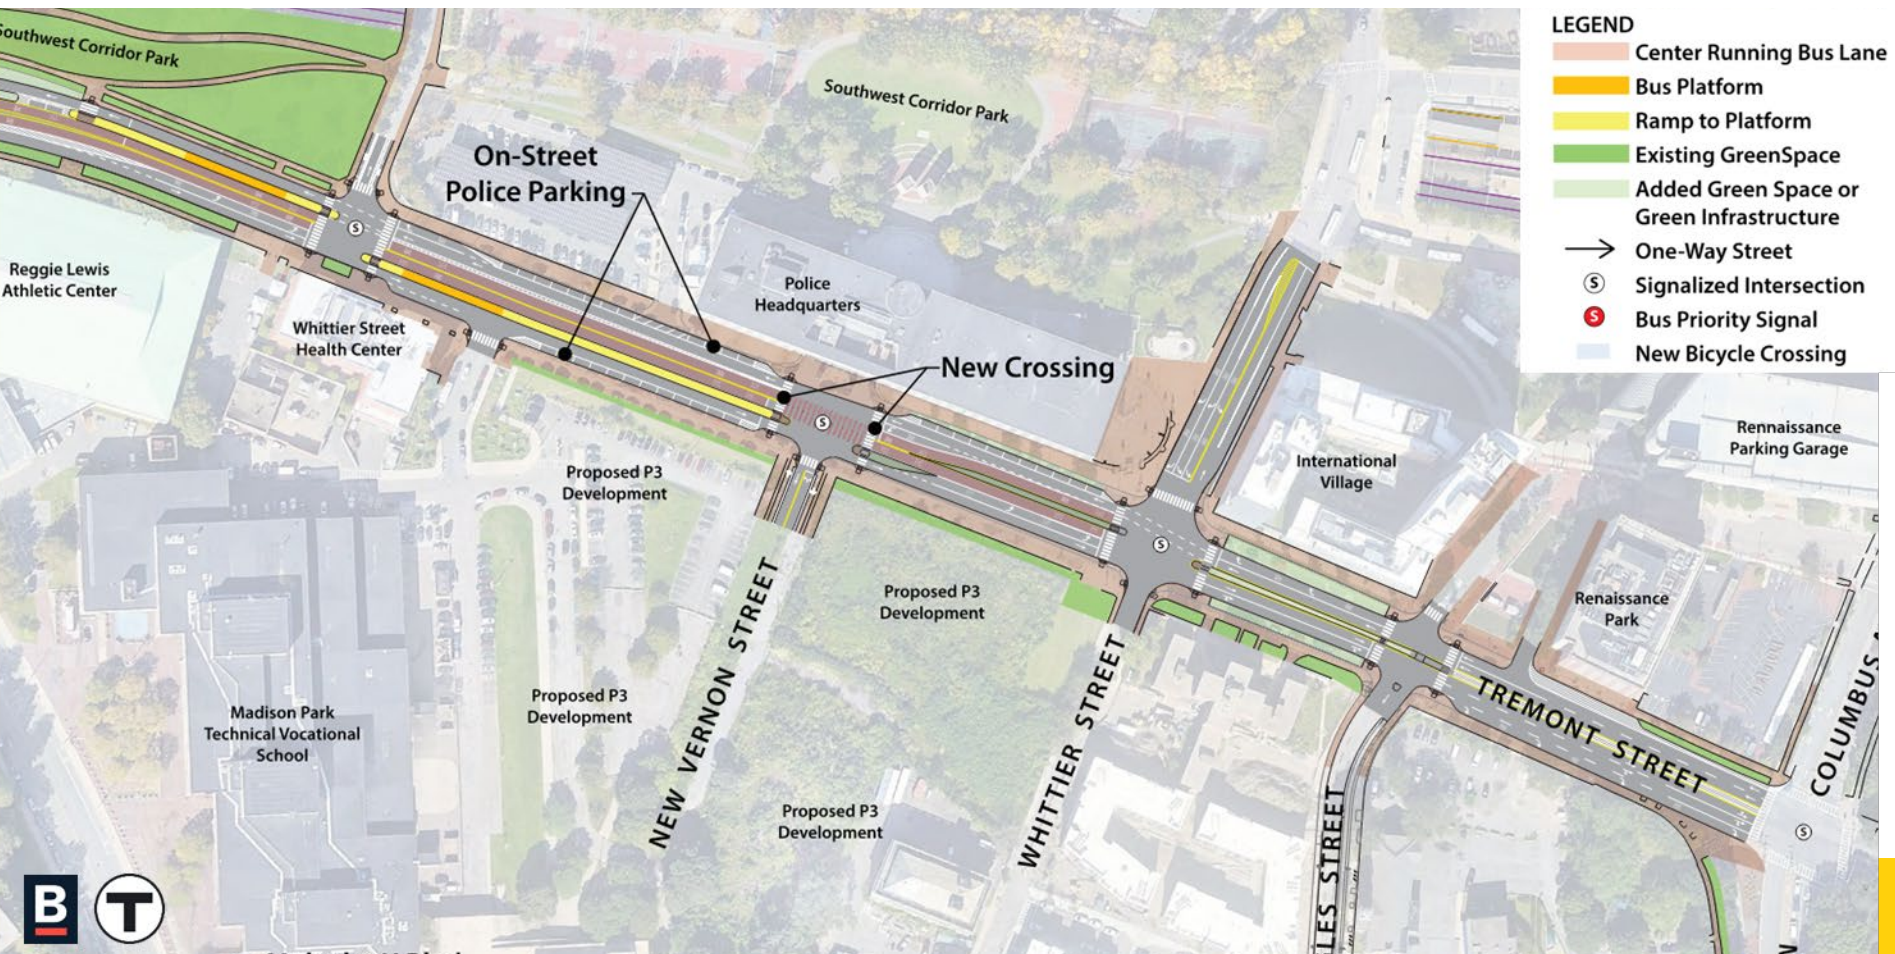 Southwest Corridor Park
Southwest Corridor Park
On-Street
Police Parking
S
Reggie Lewis
Athletic Center
Whittier Street
Health Center
Police
Headquarters
New Crossing
S
Proposed P3
Development
Proposed P3
Development
Proposed P3
Development
Proposed P3
Development
Madison Park
Technical Vocational
School
NEW VERNON STREET
WHITTIER STREET
S
International
Village
Renaissance
Park
Rennaissance
Parking Garage
TREMONT STREET
COLUMBUS
LES STREET
S
B
T
LEGEND
Center Running Bus Lane
Bus Platform
Ramp to Platform
Existing GreenSpace
Added Green Space or
Green Infrastructure
One-Way Street
S Signalized Intersection
S Bus Priority Signal
New Bicycle Crossing